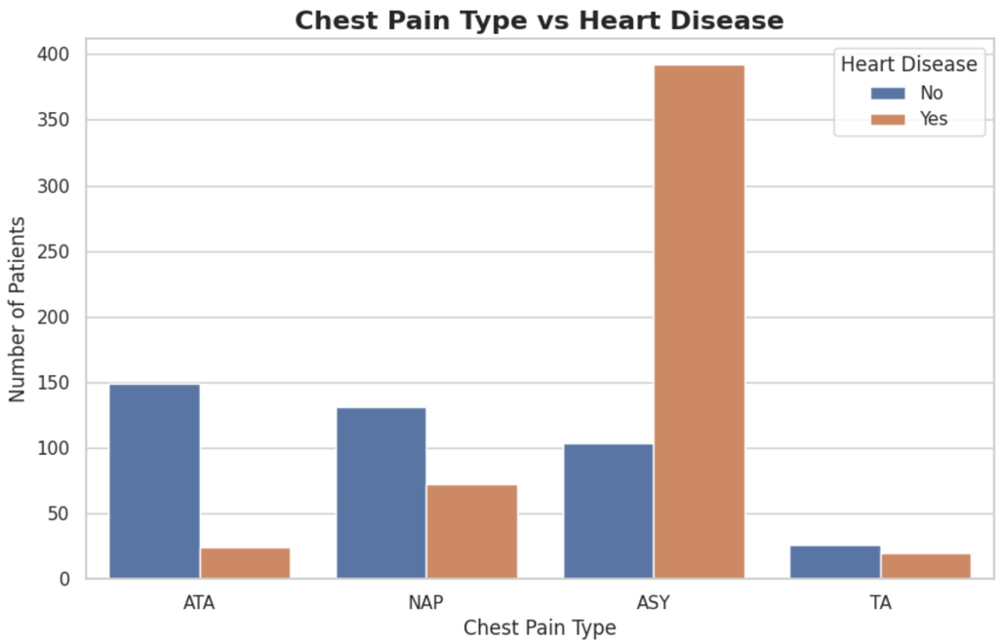 Chest Pain Type vs Heart Disease
Heart Disease
No
Yes
Number of Patients
400
350
300
250
200
150
100
50
0
ATA NAP ASY TA
Chest Pain Type